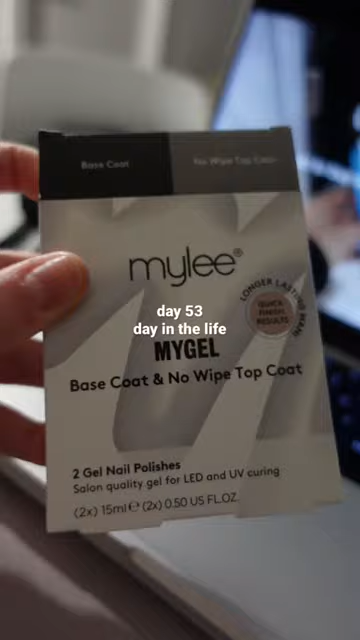 Base Coat
No Wipe Top Coat
mylee®
LONGER LASTING
QUICK
FINISH
RESULTS
day 53
day in the life
MYGEL
Base Coat & No Wipe Top Coat
2 Gel Nail Polishes
Salon quality gel for LED and UV curing
(2x) 15ml ℮ (2x) 0.50 US FL.OZ.